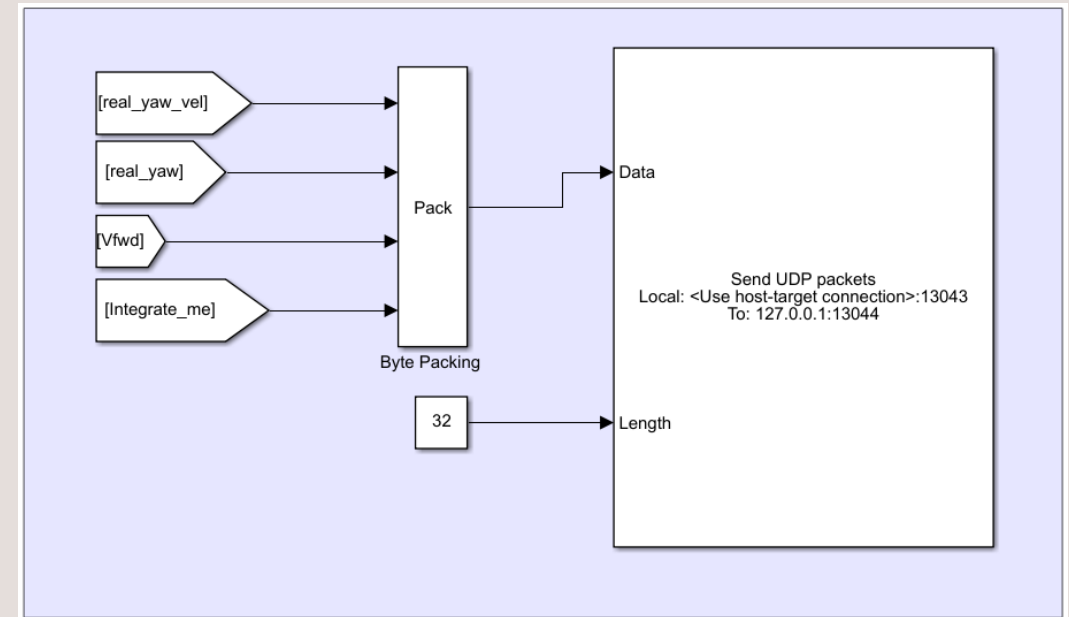 [real_yaw_vel]
[real_yaw]
[Vfwd]
[Integrate_me]
Pack
Byte Packing
32
Data
Send UDP packets
Local: <Use host-target connection>:13043
To: 127.0.0.1:13044
Length